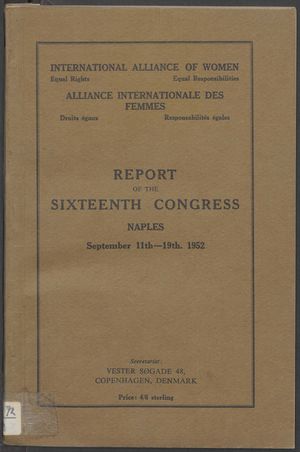 INTERNATIONAL ALLIANCE OF WOMEN
Equal Rights Equal Responsibilities
ALLIANCE INTERNATIONALE DES
FEMMES
Droits égaux Responsabilités égales
REPORT
OF THE
SIXTEENTH CONGRESS
NAPLES
September 11th—19th. 1952
Secretariat:
VESTER SØGADE 48,
COPENHAGEN, DENMARK
Price: 4/6 sterling